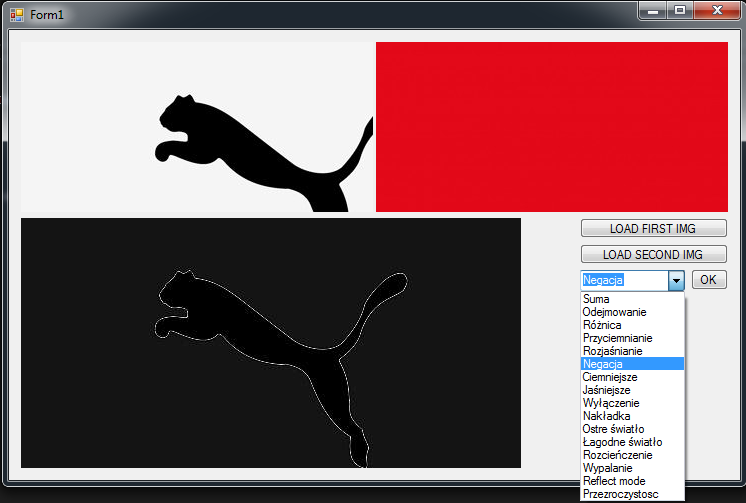 Form1
LOAD FIRST IMG
LOAD SECOND IMG
Negacja
OK
Suma
Odejmowanie
Różnica
Przyciemnianie
Rozjaśnianie
Negacja
Ciemniejsze
Jaśniejsze
Wyłączenie
Nakładka
Ostre światło
Łagodne światło
Rozcieńczenie
Wypalanie
Reflect mode
Przezroczystosc